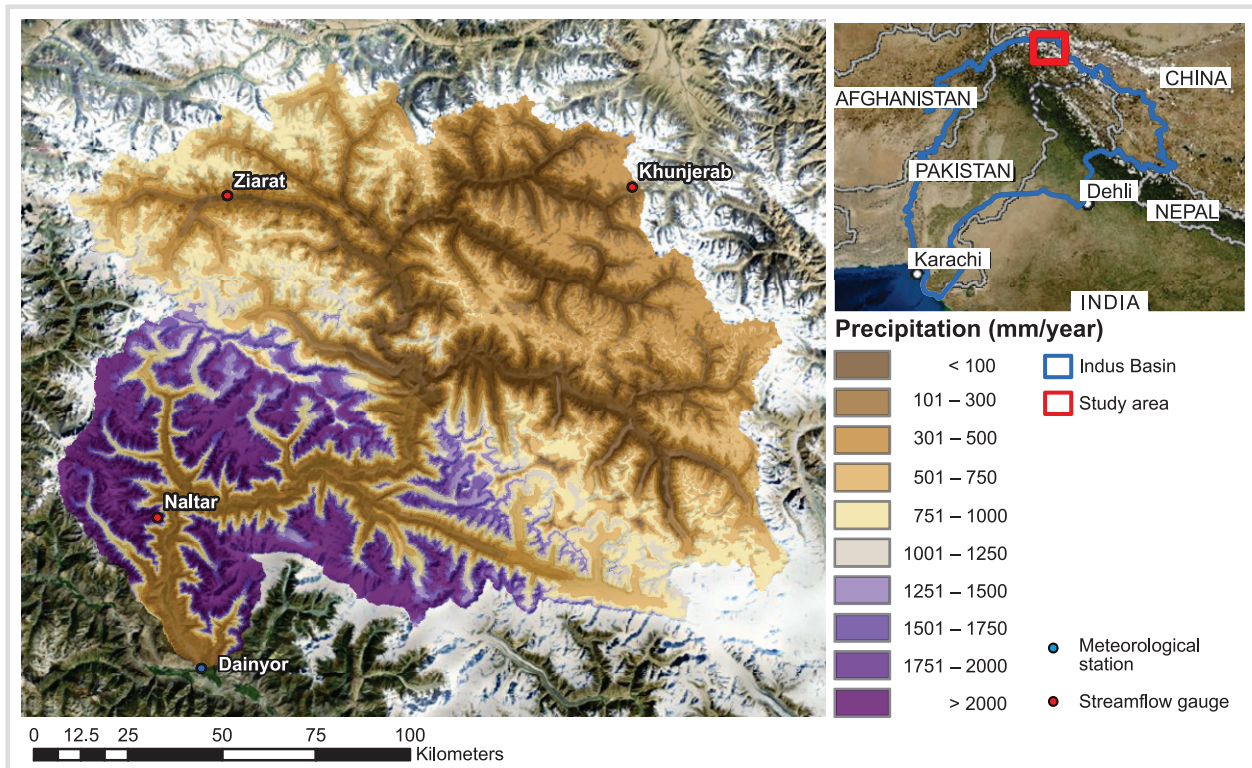 Ziarat
Khunjerab
Naltar
Dainyor
0 12.5 25 50 75 100
Kilometers
CHINA
AFGHANISTAN
PAKISTAN
Dehli
NEPAL
Karachi
INDIA
Precipitation (mm/year)
< 100
101 – 300
301 – 500
501 – 750
751 – 1000
1001 – 1250
1251 – 1500
1501 – 1750
1751 – 2000
> 2000
Indus Basin
Study area
Meteorological
station
Streamflow gauge